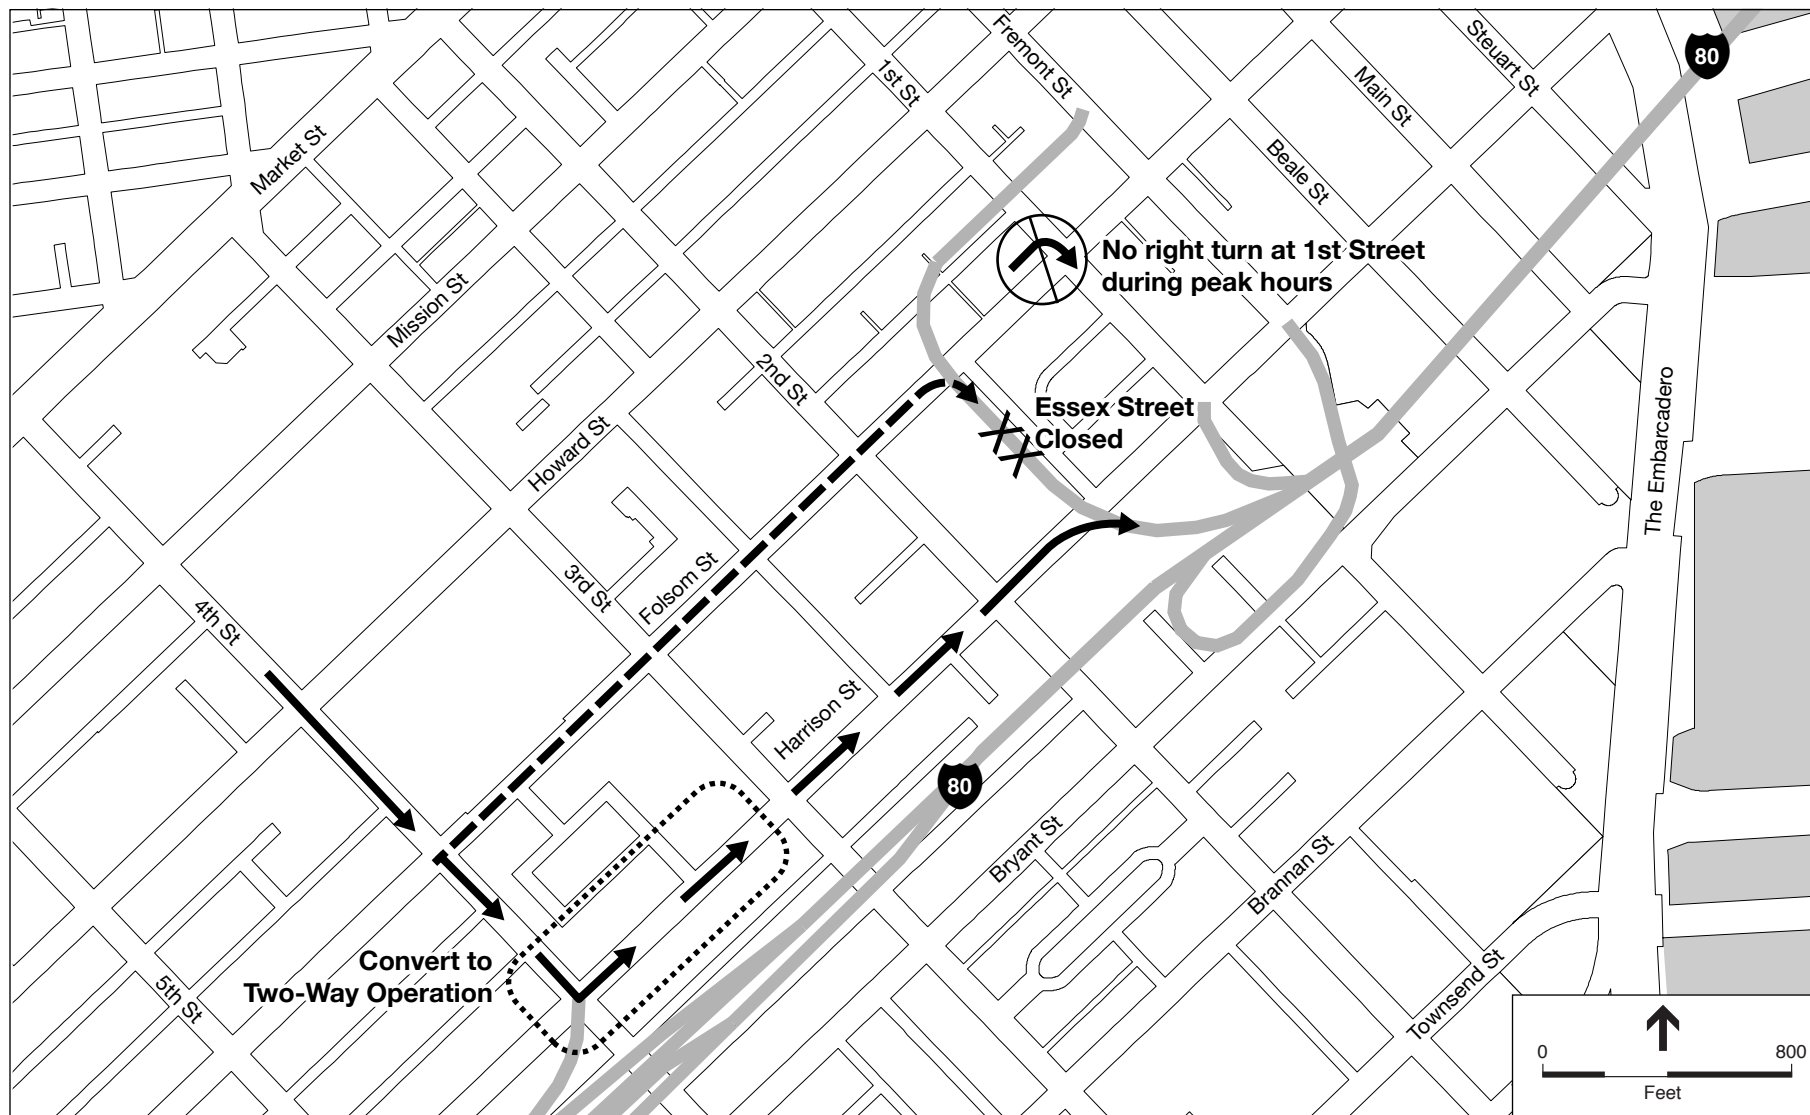 Fremont St
Steuart St
80
1st St
Main St
Market St
Beale St
No right turn at 1st Street
during peak hours
Mission St
2nd St
Essex Street
Closed
The Embarcadero
Howard St
3rd St
Folsom St
4th St
Harrison St
80
Bryant St
Brannan St
Convert to
Two-Way Operation
5th St
Townsend St
0
800
Feet